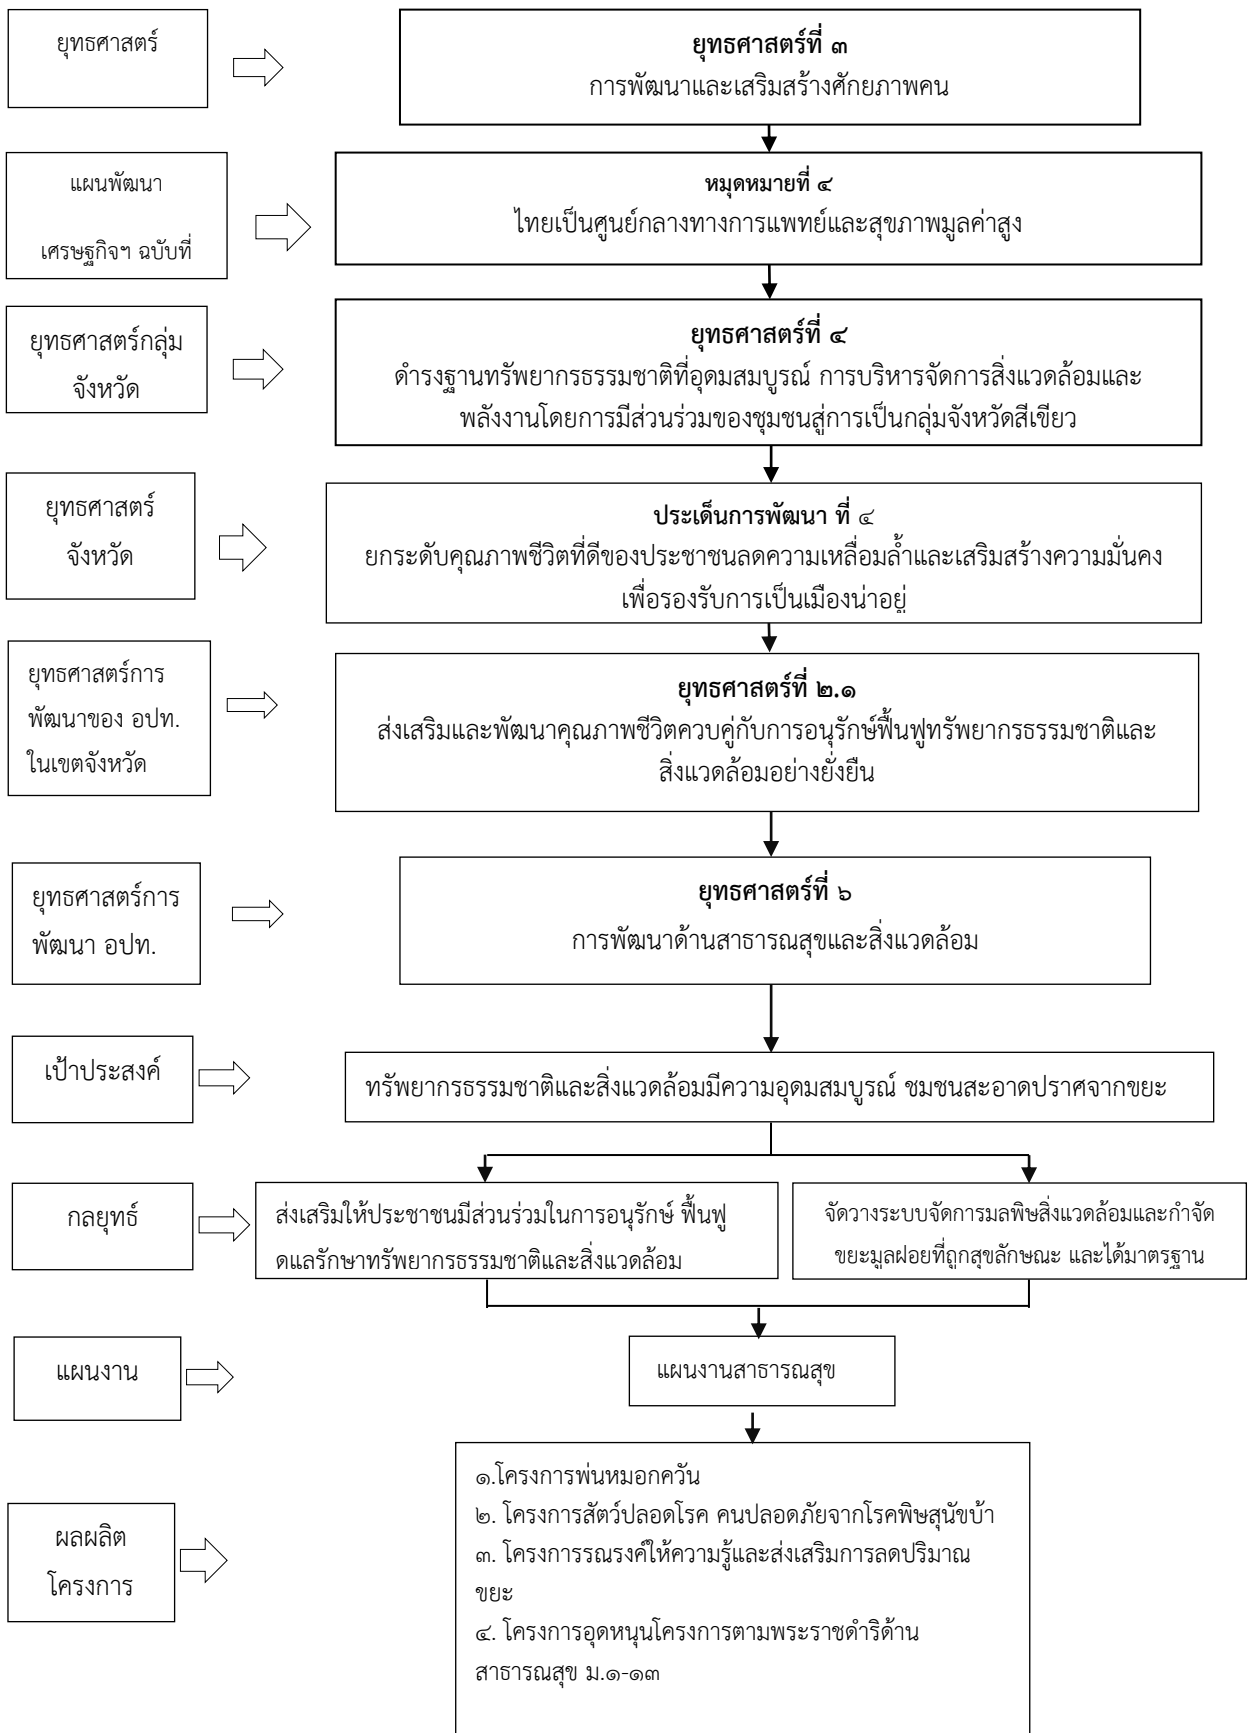 ยุทธศาสตร์
ยุทธศาสตร์ที่ ๓
การพัฒนาและเสริมสร้างศักยภาพคน
แผนพัฒนา
เศรษฐกิจฯ ฉบับที่
หมุดหมายที่ ๔
ไทยเป็นศูนย์กลางทางการแพทย์และสุขภาพมูลค่าสูง
ยุทธศาสตร์กลุ่ม
จังหวัด
ยุทธศาสตร์ที่ ๔
ดำรงฐานทรัพยากรธรรมชาติที่อุดมสมบูรณ์ การบริหารจัดการสิ่งแวดล้อมและ
พลังงานโดยการมีส่วนร่วมของชุมชนสู่การเป็นกลุ่มจังหวัดสีเขียว
ยุทธศาสตร์
จังหวัด
ประเด็นการพัฒนา ที่ ๔
ยกระดับคุณภาพชีวิตที่ดีของประชาชนลดความเหลื่อมล้ำและเสริมสร้างความมั่นคง
เพื่อรองรับการเป็นเมืองน่าอยู่
ยุทธศาสตร์การ
พัฒนาของ อปท.
ในเขตจังหวัด
ยุทธศาสตร์ที่ ๒.๑
ส่งเสริมและพัฒนาคุณภาพชีวิตควบคู่กับการอนุรักษ์ฟื้นฟูทรัพยากรธรรมชาติและ
สิ่งแวดล้อมอย่างยั่งยืน
ยุทธศาสตร์การ
พัฒนา อปท.
ยุทธศาสตร์ที่ ๖
การพัฒนาด้านสาธารณสุขและสิ่งแวดล้อม
เป้าประสงค์
ทรัพยากรธรรมชาติและสิ่งแวดล้อมมีความอุดมสมบูรณ์ ชมชนสะอาดปราศจากขยะ
กลยุทธ์
ส่งเสริมให้ประชาชนมีส่วนร่วมในการอนุรักษ์ ฟื้นฟู
ดแลรักษาทรัพยากรธรรมชาติและสิ่งแวดล้อม
จัดวางระบบจัดการมลพิษสิ่งแวดล้อมและกำจัด
ขยะมูลฝอยที่ถูกสุขลักษณะ และได้มาตรฐาน
แผนงาน
แผนงานสาธารณสุข
ผลผลิต
โครงการ
๑.โครงการพ่นหมอกควัน
๒. โครงการสัตว์ปลอดโรค คนปลอดภัยจากโรคพิษสุนัขบ้า
๓. โครงการรณรงค์ให้ความรู้และส่งเสริมการลดปริมาณ
ขยะ
๔. โครงการอุดหนุนโครงการตามพระราชดำริด้าน
สาธารณสุข ม.๑-๑๓